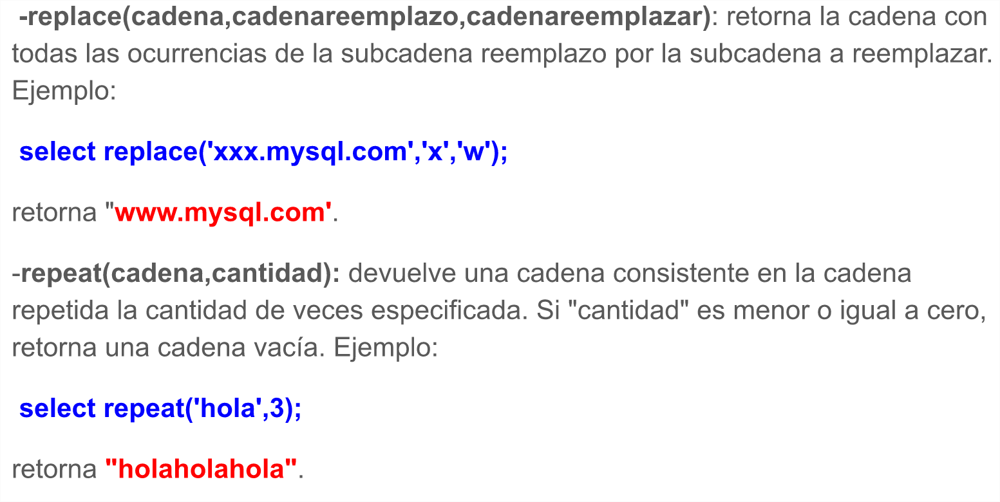 -replace(cadena,cadenareemplazo,cadenareemplazar): retorna la cadena con
todas las ocurrencias de la subcadena reemplazo por la subcadena a reemplazar.
Ejemplo:
select replace('xxx.mysql.com','x','w');
retorna "www.mysql.com'.
-repeat(cadena,cantidad): devuelve una cadena consistente en la cadena
repetida la cantidad de veces especificada. Si "cantidad" es menor o igual a cero,
retorna una cadena vacía. Ejemplo:
select repeat('hola',3);
retorna "holaholahola".